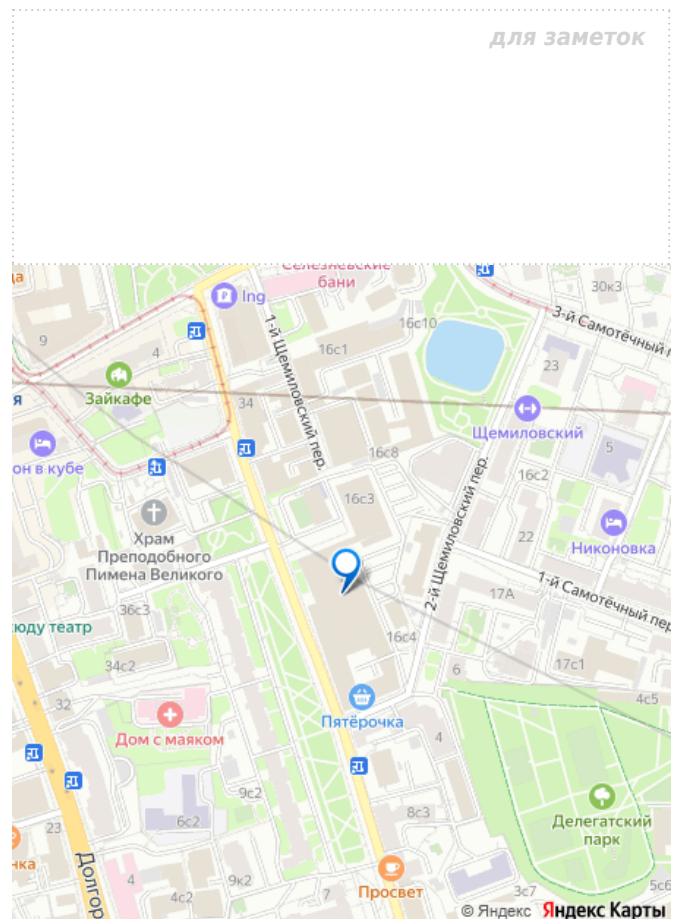 для заметок
Селезнёвские
бани
30к3
Ing
3-й Самотёчный
16с10
9
4
16с1
1-й Щемиловский пер.
23
Зайкафе
34
Щемиловский
5
он в кубе
16с8
16с2
16с3
2-й Щемиловский пер.
Храм
Преподобного
Пимена Великого
22
Никоновка
1-й Самотёчный пер
17А
36с3
юду театр
16с4
34с2
6
17с1
4с5
32
Пятёрочка
Дом с маяком
4
9с2
8с3
Делегатский
парк
6с2
23
нка
Долгор
4
4с2
9к2
7
Просвет
3с7
5с6
© Яндекс Яндекс Карты